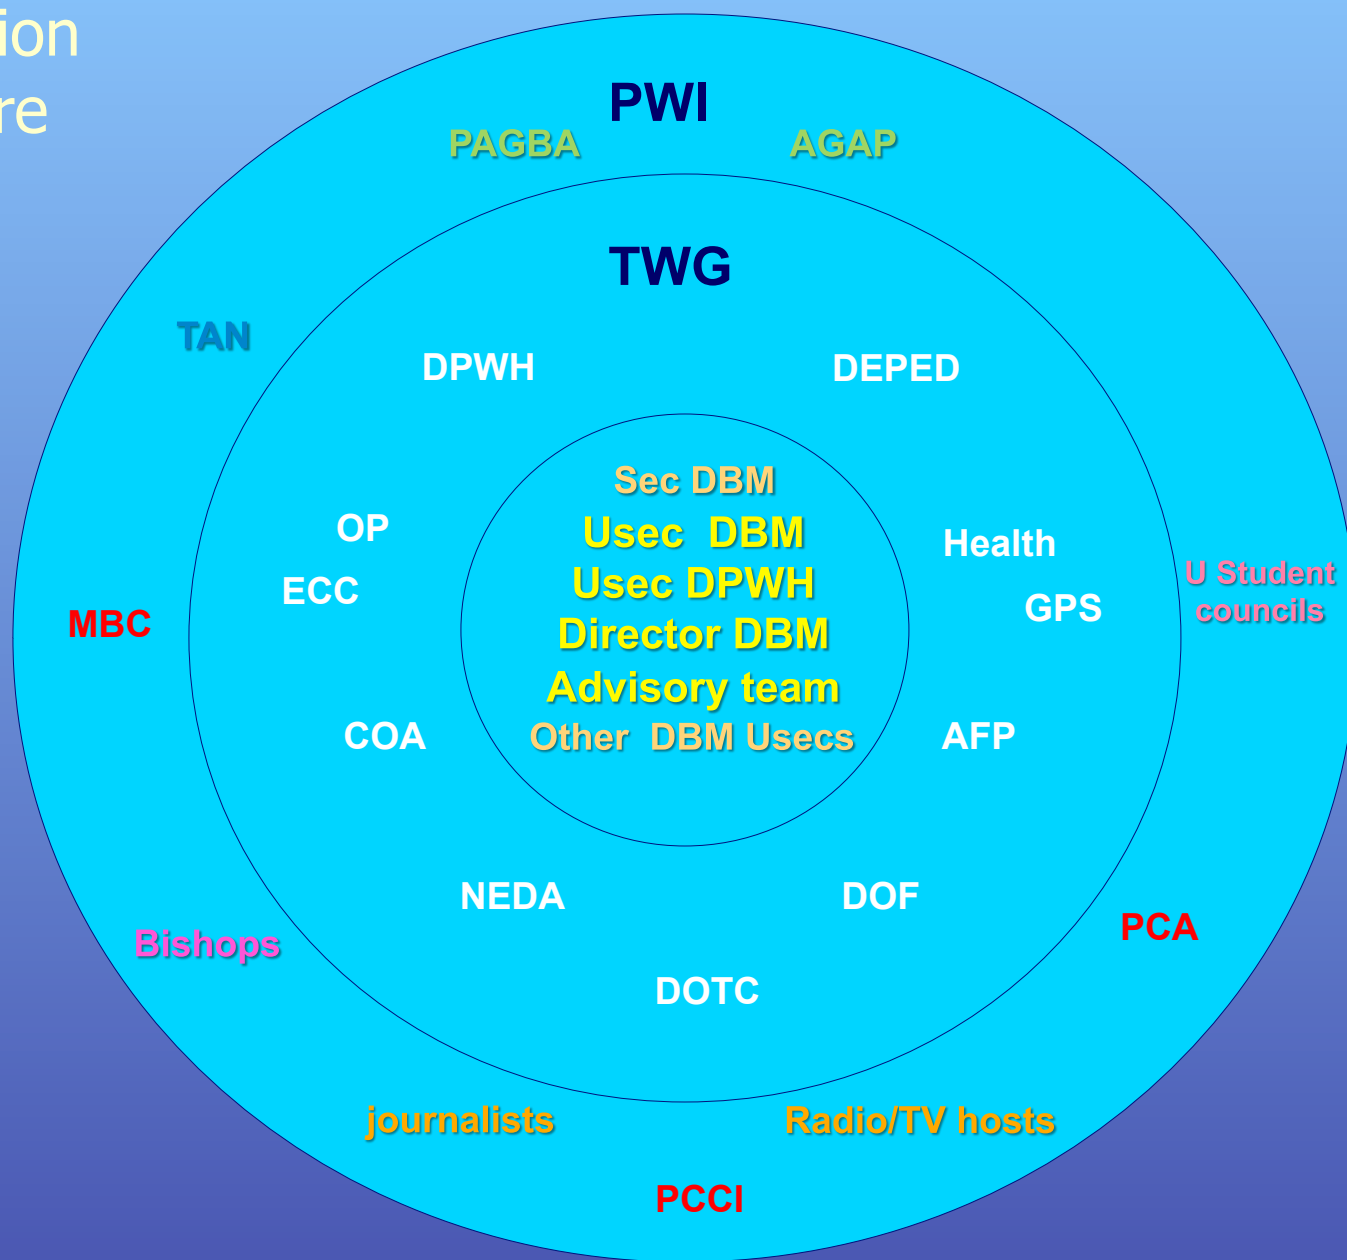 ion
re
PWI
PAGBA AGAP
TWG
TAN
DPWH DEPED
Sec DBM
Usec DBM
Usec DPWH
Director DBM
Advisory team
Other DBM Usecs
OP
ECC
Health
GPS
U Student
councils
MBC
COA AFP
NEDA DOF
PCA
Bishops
DOTC
journalists Radio/TV hosts
PCCI